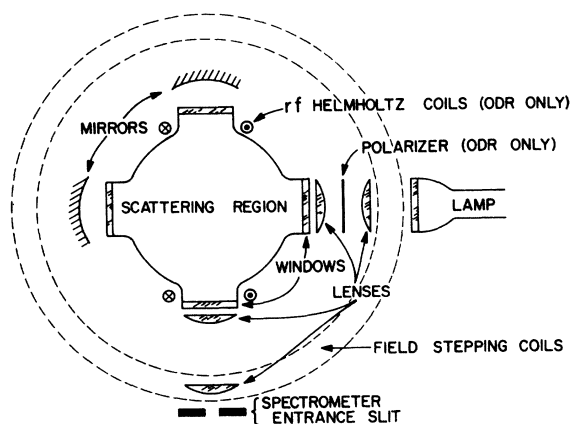 rf HELMHOLTZ COILS (ODR ONLY)
MIRRORS
POLARIZER (ODR ONLY)
SCATTERING REGION
LAMP
WINDOWS
LENSES
FIELD STEPPING COILS
SPECTROMETER
ENTRANCE SLIT